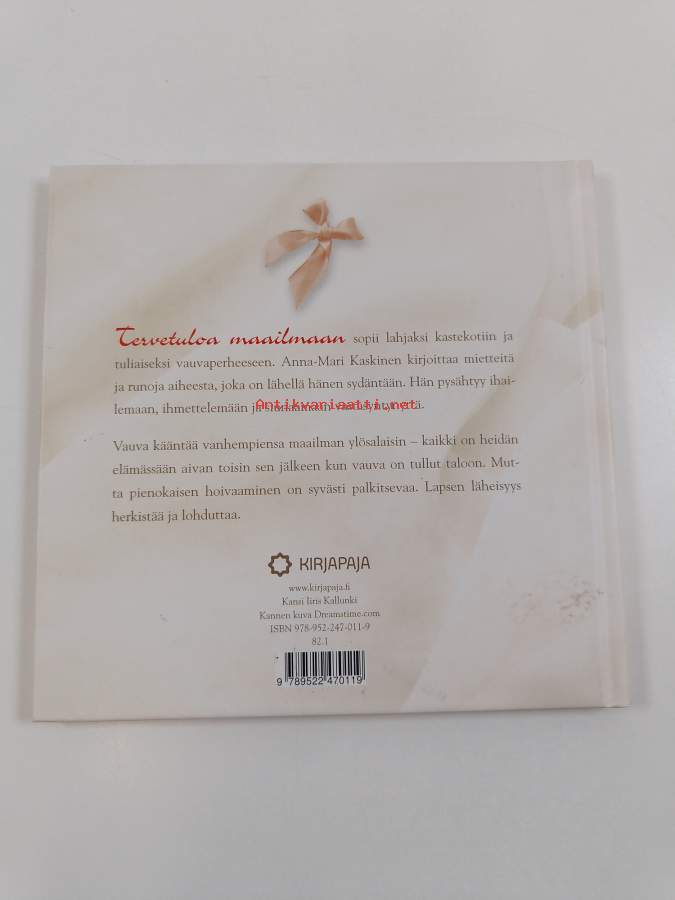 Tervetuloa maailmaan sopii lahjaksi kastekotiin ja
tuliaiseksi vauvaperheeseen. Anna-Mari Kaskinen kirjoittaa mietteitä
ja runoja aiheesta, joka on lähellä hänen sydäntään. Hän pysähtyy ihai-
lemaan, ihmettelemään ja siunaamaan vastasyntynyttä.
Antikvariaatti.net
Vauva kääntää vanhempiensa maailman ylösalaisin – kaikki on heidän
elämässään aivan toisin sen jälkeen kun vauva on tullut taloon. Mut-
ta pienokaisen hoivaaminen on syvästi palkitsevaa. Lapsen läheisyys
herkistää ja lohduttaa.
KIRJAPAJA
www.kirjapaja.fi
Kansi Iiris Kallunki
Kannen kuva Dreamstime.com
ISBN 978-952-247-011-9
82.1
9 789522 470119